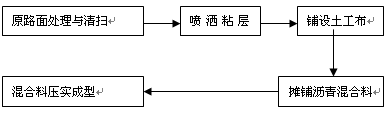 原路面处理与清扫
喷洒粘层
铺设土工布
摊铺沥青混合料
混合料压实成型